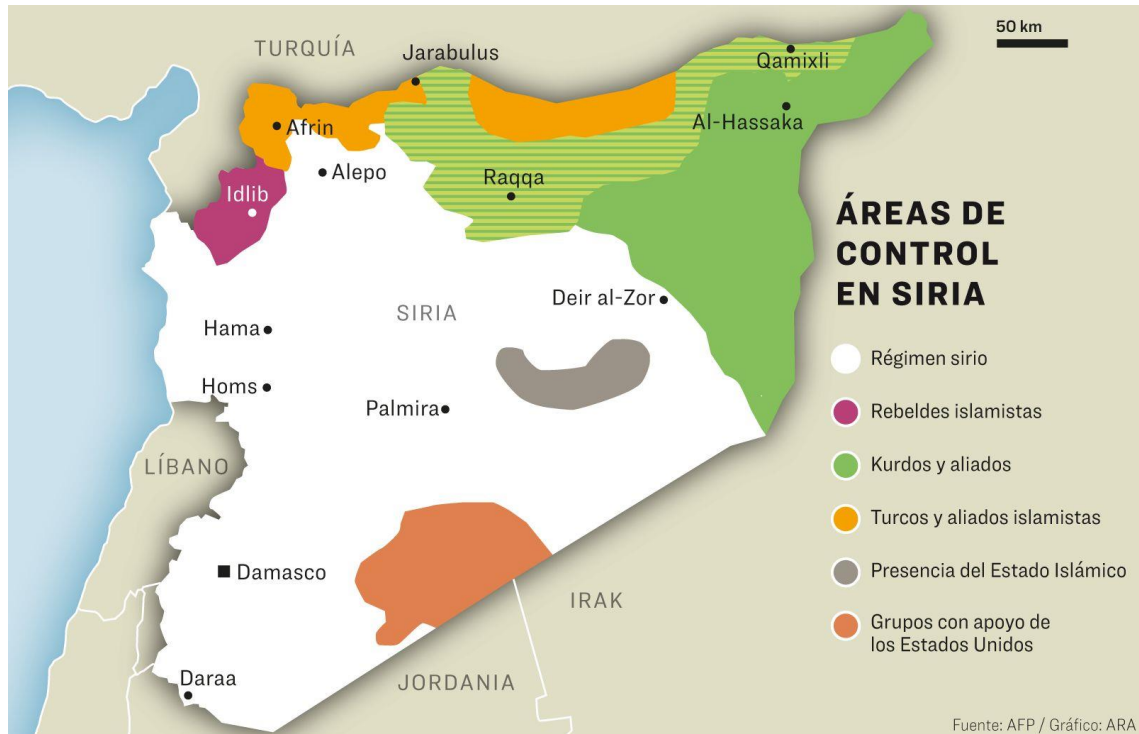 TURQUÍA
50 km
Jarabulus
Qamixli
Afrin
Al-Hassaka
Alepo
Raqqa
Idlib
ÁREAS DE
CONTROL
EN SIRIA
Deir al-Zor
SIRIA
Hama
Régimen sirio
Homs
Palmira
Rebeldes islamistas
LÍBANO
Kurdos y aliados
Turcos y aliados islamistas
Damasco
Presencia del Estado Islámico
IRAK
Grupos con apoyo de
los Estados Unidos
Daraa
JORDANIA
Fuente: AFP / Gráfico: ARA